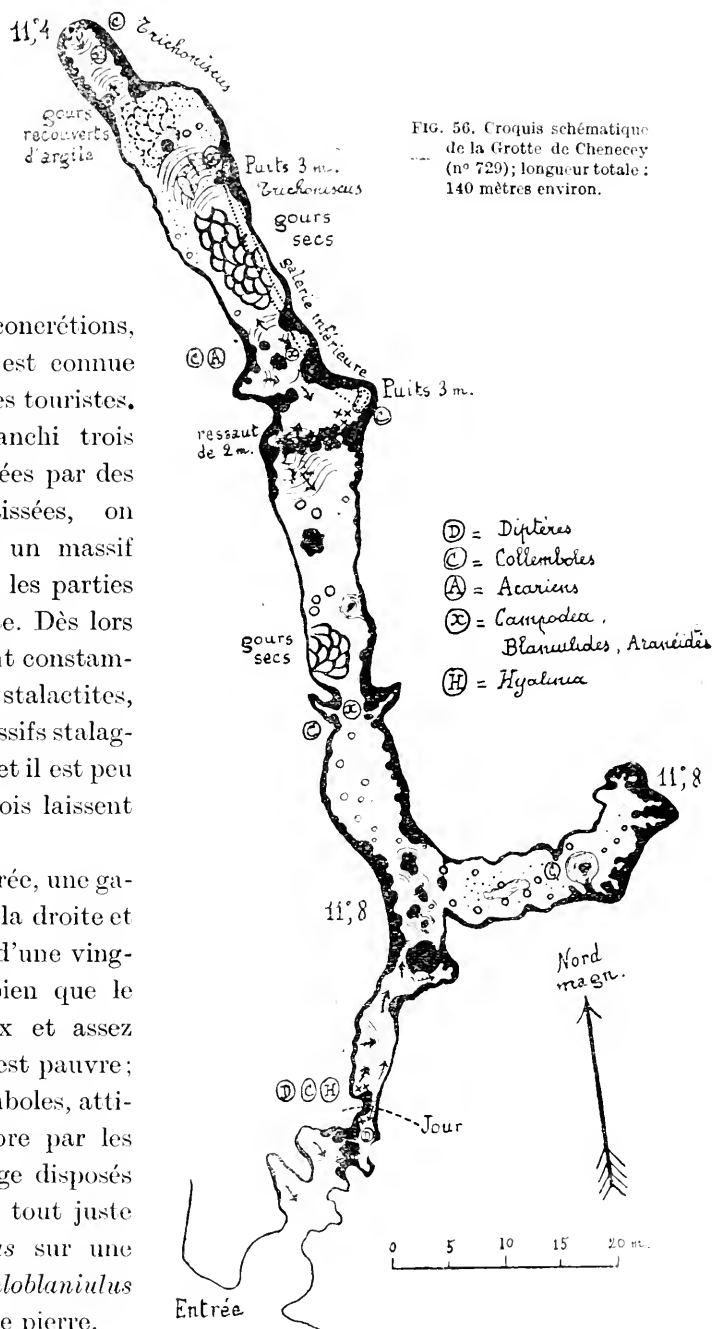 11°,4
Ⓒ Trichoniscus
gours
recouverts
d'argile
Puits 3 m.
Trichoniscus
gours
secs
FIG. 56. Croquis schématique
de la Grotte de Chenecey
(nº 729); longueur totale :
140 mètres environ.
galerie inférieure
Ⓒ Ⓐ
Puits 3 m.
Ⓒ
ressaut
de 2 m.
concrétions,
est connue
es touristes.
anchi trois
ées par des
issées, on
un massif
les parties
e. Dès lors
nt constam-
stalactites,
ssifs stalag-
et il est peu
ois laissent
Ⓓ = Diptères
Ⓒ = Collemboles
Ⓐ = Acariens
ⓧ = Campodea,
Blaniulides, Aranéides
Ⓗ = Hyalinia
gours
secs
ⓧ
Ⓒ
11°,8
Ⓒ
11°,8
rée, une ga-
la droite et
d'une ving-
bien que le
x et assez
est pauvre;
boles, atti-
bre par les
ge disposés
tout juste
us sur une
loblaniulus
e pierre.
Nord
magn.
Ⓓ Ⓒ Ⓗ
Jour
0 5 10 15 20 m.
Entrée